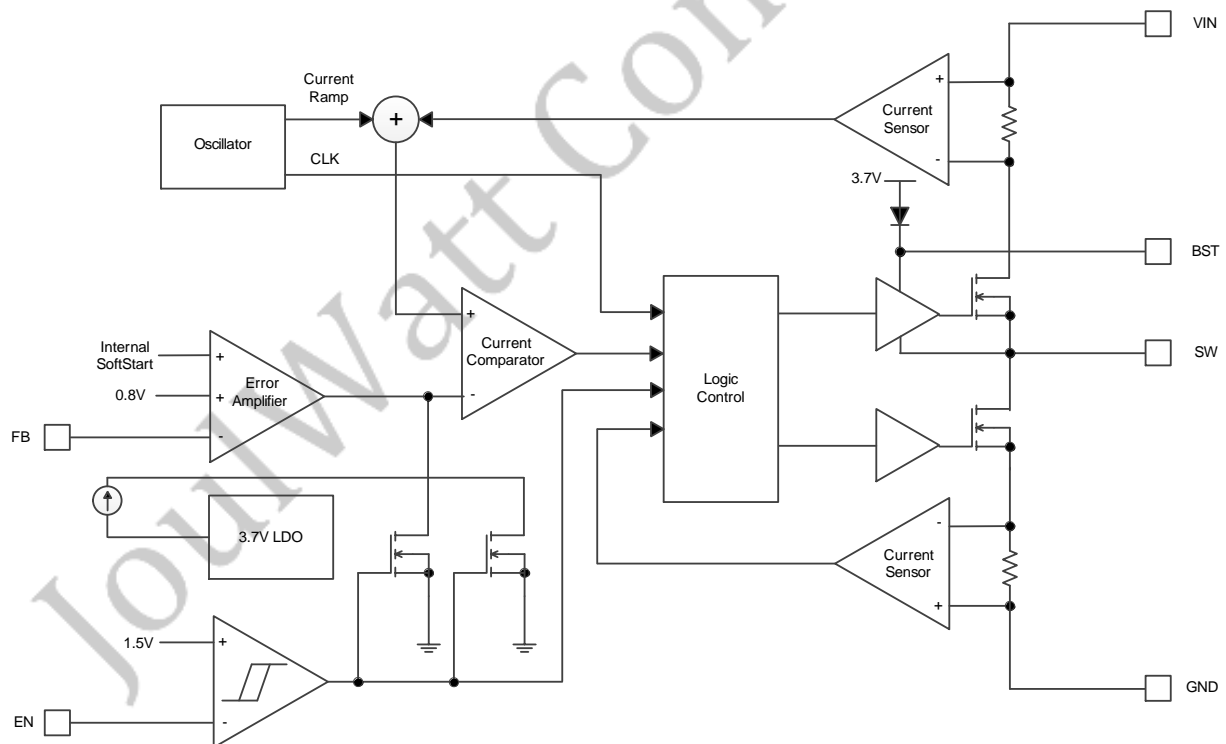 VIN
Current
Ramp
Oscillator
+
CLK
+
Current
Sensor
-
3.7V
BST
Internal
SoftStart
+
0.8V
+
Error
Amplifier
-
FB
+
Current
Comparator
-
Logic
Control
SW
3.7V LDO
-
Current
Sensor
+
1.5V
+
EN
-
GND
JoulWatt Con